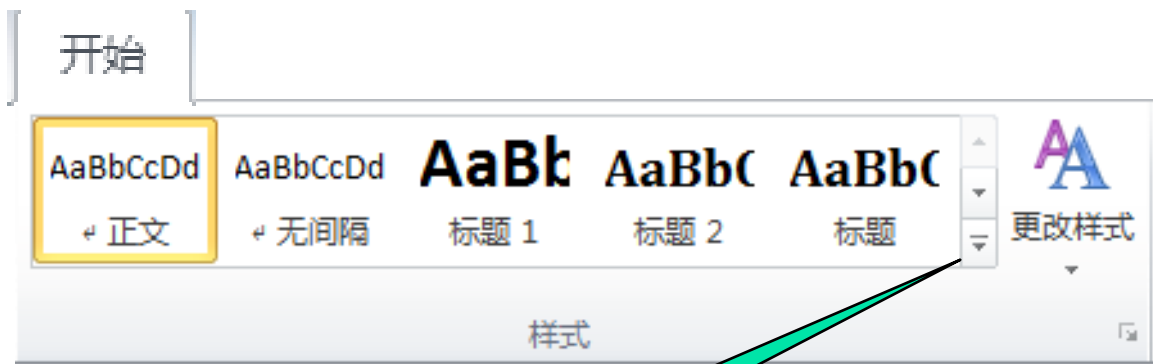 开始
AaBbCcDd AaBbCcDd AaBb AaBbC AaBbC
↲ 正文 ↲ 无间隔 标题 1 标题 2 标题
更改样式
样式